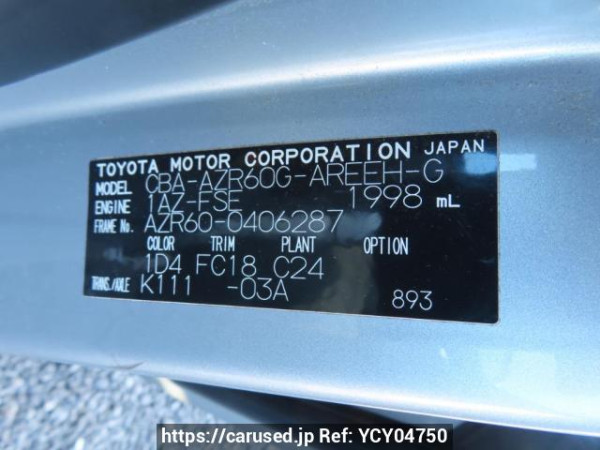 TOYOTA MOTOR CORPORATION JAPAN
MODEL CBA-AZR60G-AREEH-G
ENGINE 1AZ-FSE 1998 mL
FRAME No. AZR60-0406287
COLOR TRIM PLANT OPTION
1D4 FC18 C24
TRANS./AXLE K111 -03A 893
https://carused.jp Ref: YCY04750